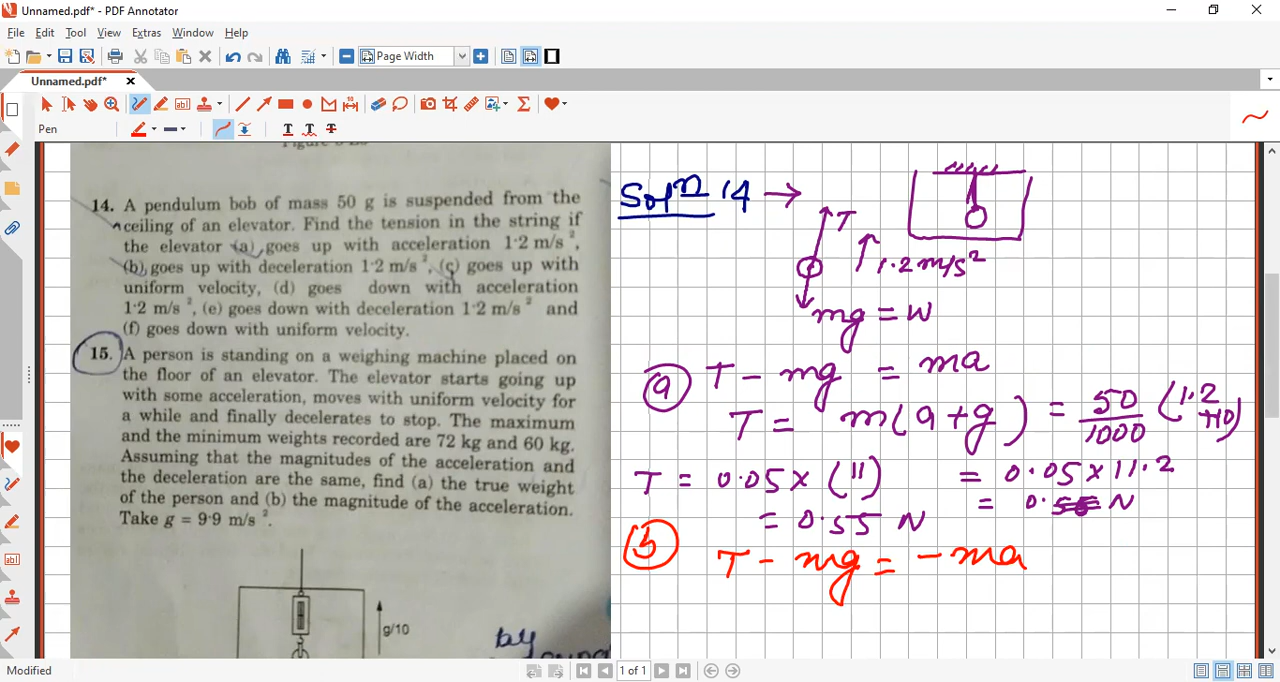 Unnamed.pdf* - PDF Annotator
File Edit Tool View Extras Window Help
Page Width
Unnamed.pdf*
Pen
14. A pendulum bob of mass 50 g is suspended from the
ceiling of an elevator. Find the tension in the string if
the elevator (a) goes up with acceleration 1·2 m/s²,
(b) goes up with deceleration 1·2 m/s², (c) goes up with
uniform velocity, (d) goes down with acceleration
1·2 m/s², (e) goes down with deceleration 1·2 m/s² and
(f) goes down with uniform velocity.
15. A person is standing on a weighing machine placed on
the floor of an elevator. The elevator starts going up
with some acceleration, moves with uniform velocity for
a while and finally decelerates to stop. The maximum
and the minimum weights recorded are 72 kg and 60 kg.
Assuming that the magnitudes of the acceleration and
the deceleration are the same, find (a) the true weight
of the person and (b) the magnitude of the acceleration.
Take g = 9·9 m/s².
g/10
by
Solⁿ 14 →
T
1.2 m/s²
mg = W
(a) T - mg = ma
T = m(a+g) = 50/1000 (1.2+10)
T = 0.05 × (11) = 0.05 × 11.2
= 0.55 N
(b) T - mg = - ma
1 of 1
Modified